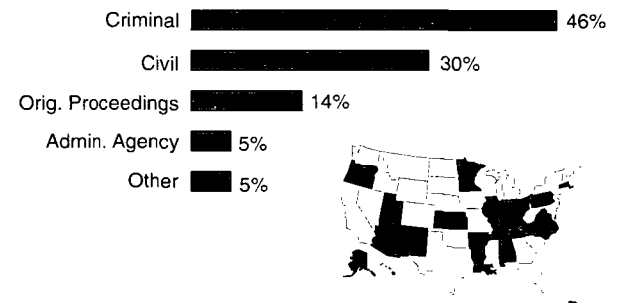 Criminal 46%
Civil 30%
Orig. Proceedings 14%
Admin. Agency 5%
Other 5%